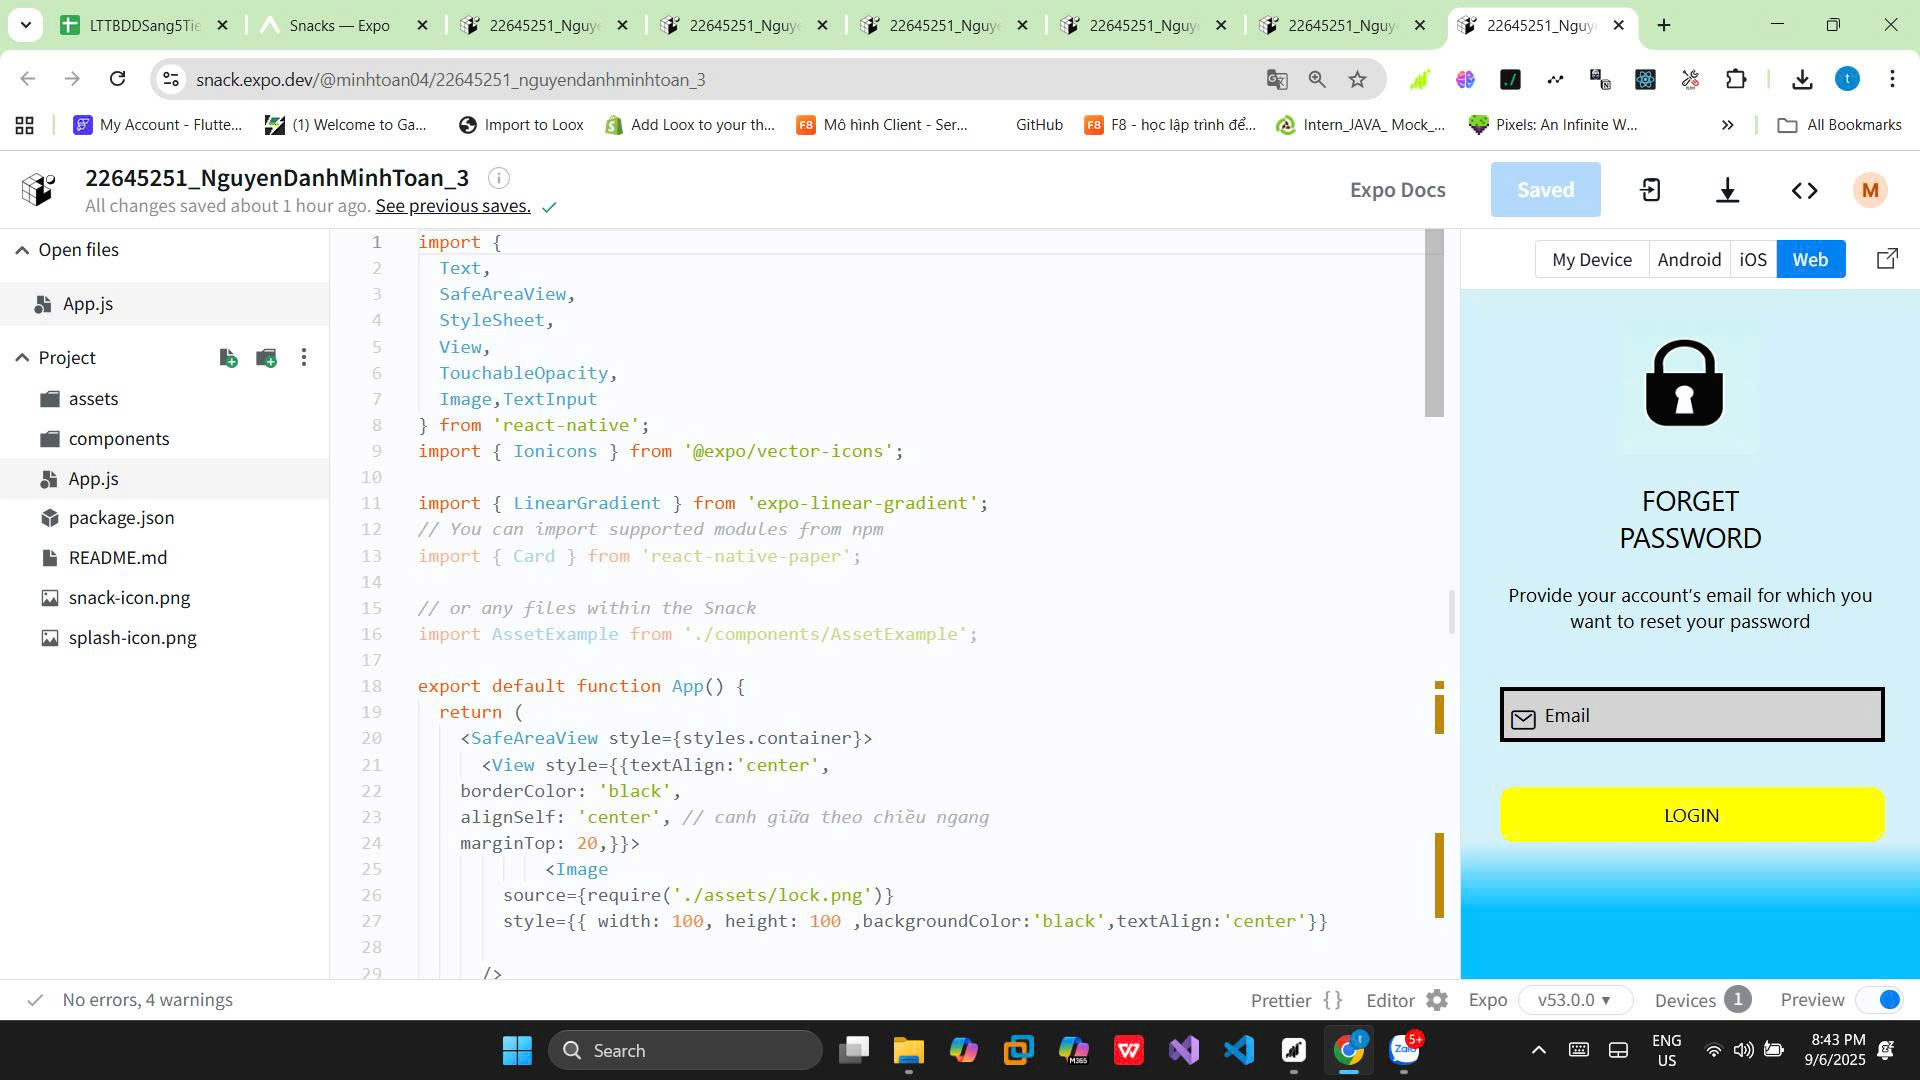 LTTBDDSang5Tie
Snacks — Expo
22645251_Nguye
22645251_Nguye
22645251_Nguye
22645251_Nguye
22645251_Nguye
22645251_Nguye
snack.expo.dev/@minhtoan04/22645251_nguyendanhminhtoan_3
My Account - Flutte...
(1) Welcome to Ga...
Import to Loox
Add Loox to your th...
F8
Mô hình Client - Ser...
GitHub
F8
F8 - học lập trình để...
Intern_JAVA_ Mock_...
Pixels: An Infinite W...
All Bookmarks
22645251_NguyenDanhMinhToan_3
All changes saved about 1 hour ago. See previous saves.
Expo Docs
Saved
M
Open files
App.js
Project
assets
components
App.js
package.json
README.md
snack-icon.png
splash-icon.png
1 import {
2 Text,
3 SafeAreaView,
4 StyleSheet,
5 View,
6 TouchableOpacity,
7 Image,TextInput
8 } from 'react-native';
9 import { Ionicons } from '@expo/vector-icons';
10
11 import { LinearGradient } from 'expo-linear-gradient';
12 // You can import supported modules from npm
13 import { Card } from 'react-native-paper';
14
15 // or any files within the Snack
16 import AssetExample from './components/AssetExample';
17
18 export default function App() {
19 return (
20 <SafeAreaView style={styles.container}>
21 <View style={{textAlign:'center',
22 borderColor: 'black',
23 alignSelf: 'center', // canh giữa theo chiều ngang
24 marginTop: 20,}}>
25 <Image
26 source={require('./assets/lock.png')}
27 style={{ width: 100, height: 100 ,backgroundColor:'black',textAlign:'center'}}
28
29 />
My Device
Android
iOS
Web
FORGET
PASSWORD
Provide your account's email for which you
want to reset your password
Email
LOGIN
No errors, 4 warnings
Prettier {}
Editor
Expo
v53.0.0
Devices 1
Preview
Search
M365
t
Zalo
5+
ENG
US
8:43 PM
9/6/2025